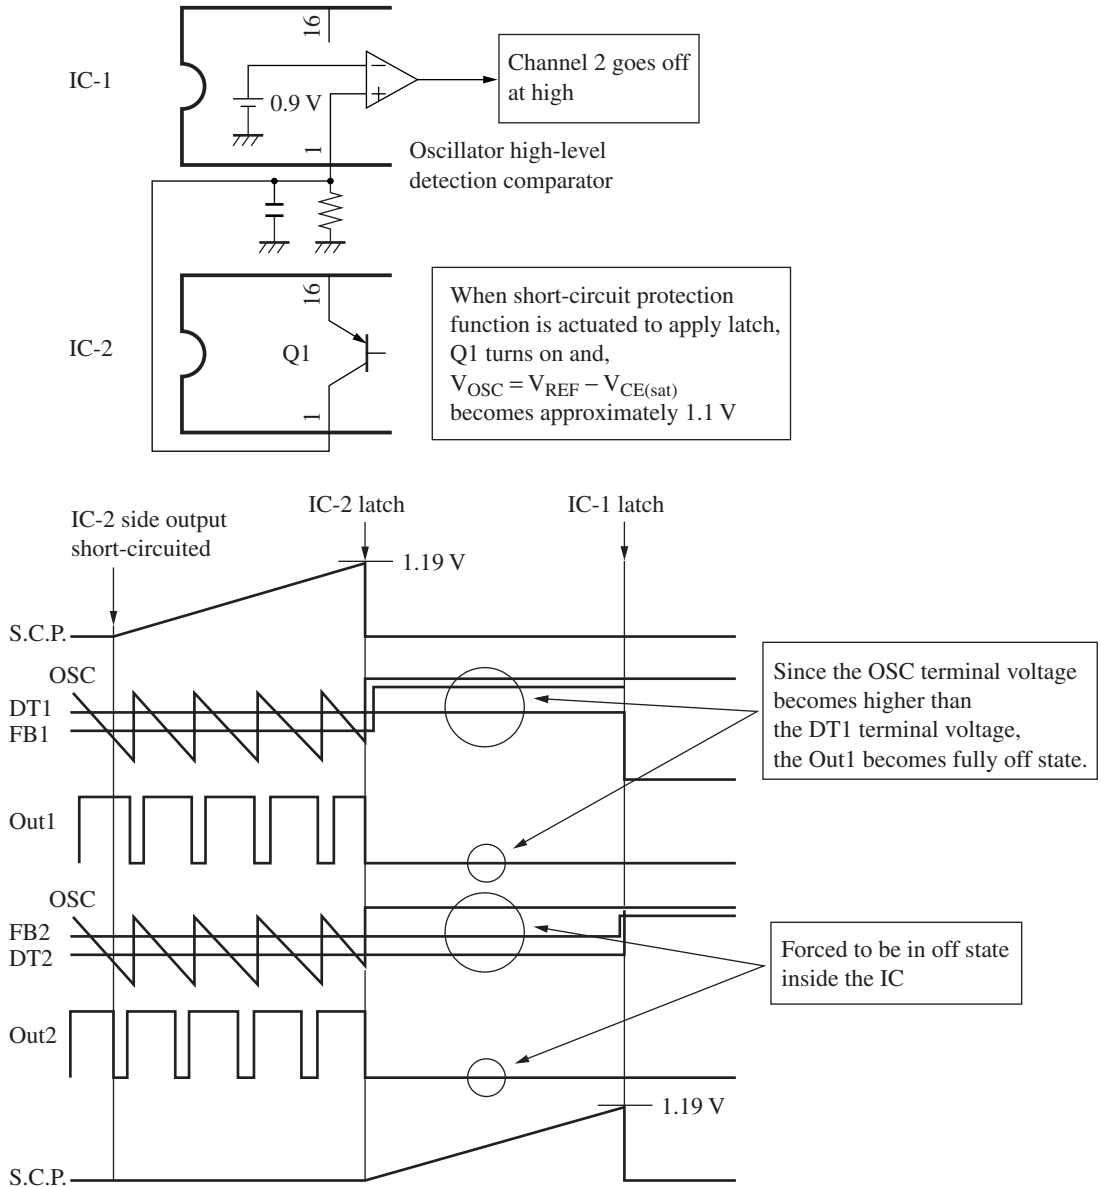 16
IC-1
0.9 V
−
+
1
Channel 2 goes off
at high
Oscillator high-level
detection comparator
16
IC-2
Q1
1
When short-circuit protection
function is actuated to apply latch,
Q1 turns on and,
VOSC = VREF − VCE(sat)
becomes approximately 1.1 V
IC-2 side output
short-circuited
IC-2 latch
IC-1 latch
1.19 V
S.C.P.
OSC
DT1
FB1
Since the OSC terminal voltage
becomes higher than
the DT1 terminal voltage,
the Out1 becomes fully off state.
Out1
OSC
FB2
DT2
Forced to be in off state
inside the IC
Out2
1.19 V
S.C.P.